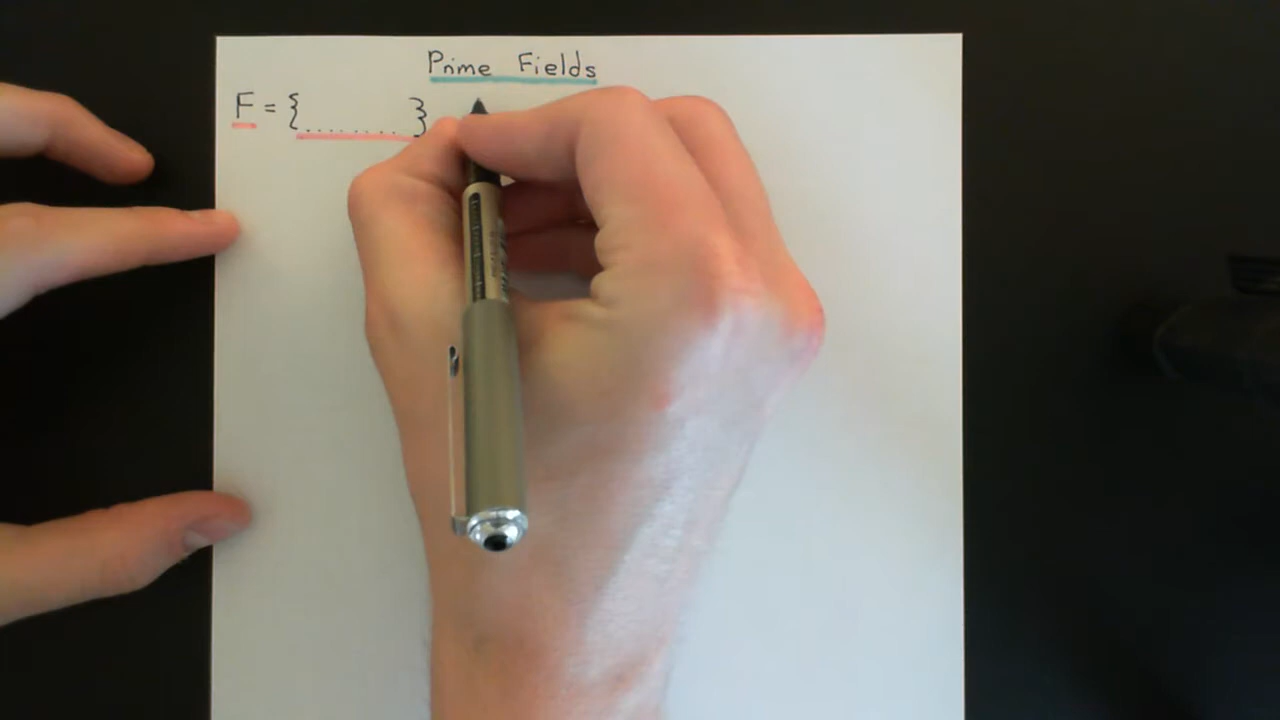 Prime Fields
F = {.........}